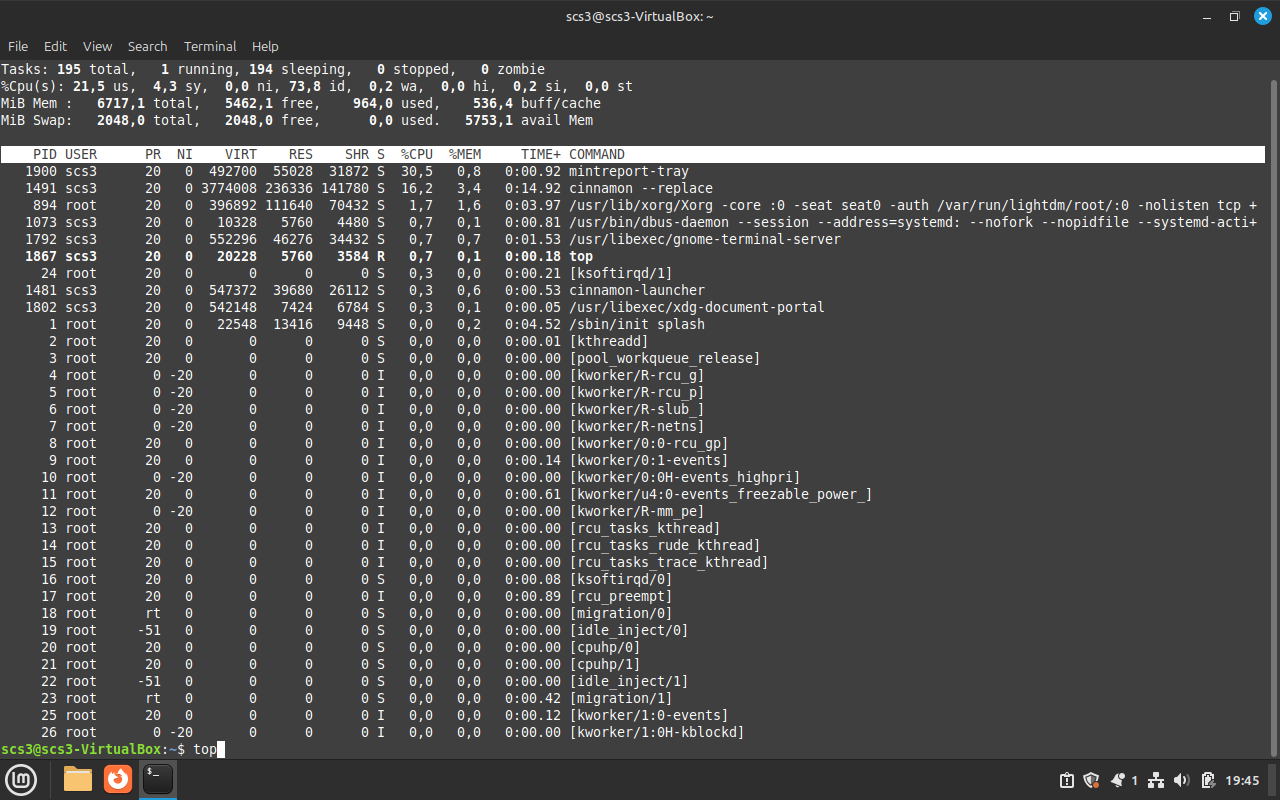 scs3@scs3-VirtualBox: ~
File Edit View Search Terminal Help
Tasks: 195 total,   1 running, 194 sleeping,   0 stopped,   0 zombie
%Cpu(s): 21,5 us,  4,3 sy,  0,0 ni, 73,8 id,  0,2 wa,  0,0 hi,  0,2 si,  0,0 st
MiB Mem :   6717,1 total,   5462,1 free,    964,0 used,    536,4 buff/cache
MiB Swap:   2048,0 total,   2048,0 free,      0,0 used.   5753,1 avail Mem
    PID USER      PR  NI    VIRT    RES    SHR S  %CPU  %MEM     TIME+ COMMAND
   1900 scs3      20   0  492700  55028  31872 S  30,5   0,8   0:00.92 mintreport-tray
   1491 scs3      20   0 3774008 236336 141780 S  16,2   3,4   0:14.92 cinnamon --replace
    894 root      20   0  396892 111640  70432 S   1,7   1,6   0:03.97 /usr/lib/xorg/Xorg -core :0 -seat seat0 -auth /var/run/lightdm/root/:0 -nolisten tcp +
   1073 scs3      20   0   10328   5760   4480 S   0,7   0,1   0:00.81 /usr/bin/dbus-daemon --session --address=systemd: --nofork --nopidfile --systemd-acti+
   1792 scs3      20   0  552296  46276  34432 S   0,7   0,7   0:01.53 /usr/libexec/gnome-terminal-server
   1867 scs3      20   0   20228   5760   3584 R   0,7   0,1   0:00.18 top
     24 root      20   0       0      0      0 S   0,3   0,0   0:00.21 [ksoftirqd/1]
   1481 scs3      20   0  547372  39680  26112 S   0,3   0,6   0:00.53 cinnamon-launcher
   1802 scs3      20   0  542148   7424   6784 S   0,3   0,1   0:00.05 /usr/libexec/xdg-document-portal
      1 root      20   0   22548  13416   9448 S   0,0   0,2   0:04.52 /sbin/init splash
      2 root      20   0       0      0      0 S   0,0   0,0   0:00.01 [kthreadd]
      3 root      20   0       0      0      0 S   0,0   0,0   0:00.00 [pool_workqueue_release]
      4 root       0 -20       0      0      0 I   0,0   0,0   0:00.00 [kworker/R-rcu_g]
      5 root       0 -20       0      0      0 I   0,0   0,0   0:00.00 [kworker/R-rcu_p]
      6 root       0 -20       0      0      0 I   0,0   0,0   0:00.00 [kworker/R-slub_]
      7 root       0 -20       0      0      0 I   0,0   0,0   0:00.00 [kworker/R-netns]
      8 root      20   0       0      0      0 I   0,0   0,0   0:00.00 [kworker/0:0-rcu_gp]
      9 root      20   0       0      0      0 I   0,0   0,0   0:00.14 [kworker/0:1-events]
     10 root       0 -20       0      0      0 I   0,0   0,0   0:00.00 [kworker/0:0H-events_highpri]
     11 root      20   0       0      0      0 I   0,0   0,0   0:00.61 [kworker/u4:0-events_freezable_power_]
     12 root       0 -20       0      0      0 I   0,0   0,0   0:00.00 [kworker/R-mm_pe]
     13 root      20   0       0      0      0 I   0,0   0,0   0:00.00 [rcu_tasks_kthread]
     14 root      20   0       0      0      0 I   0,0   0,0   0:00.00 [rcu_tasks_rude_kthread]
     15 root      20   0       0      0      0 I   0,0   0,0   0:00.00 [rcu_tasks_trace_kthread]
     16 root      20   0       0      0      0 S   0,0   0,0   0:00.08 [ksoftirqd/0]
     17 root      20   0       0      0      0 I   0,0   0,0   0:00.89 [rcu_preempt]
     18 root      rt   0       0      0      0 S   0,0   0,0   0:00.00 [migration/0]
     19 root     -51   0       0      0      0 S   0,0   0,0   0:00.00 [idle_inject/0]
     20 root      20   0       0      0      0 S   0,0   0,0   0:00.00 [cpuhp/0]
     21 root      20   0       0      0      0 S   0,0   0,0   0:00.00 [cpuhp/1]
     22 root     -51   0       0      0      0 S   0,0   0,0   0:00.00 [idle_inject/1]
     23 root      rt   0       0      0      0 S   0,0   0,0   0:00.42 [migration/1]
     25 root      20   0       0      0      0 I   0,0   0,0   0:00.12 [kworker/1:0-events]
     26 root       0 -20       0      0      0 I   0,0   0,0   0:00.00 [kworker/1:0H-kblockd]
scs3@scs3-VirtualBox:~$ top
1 19:45